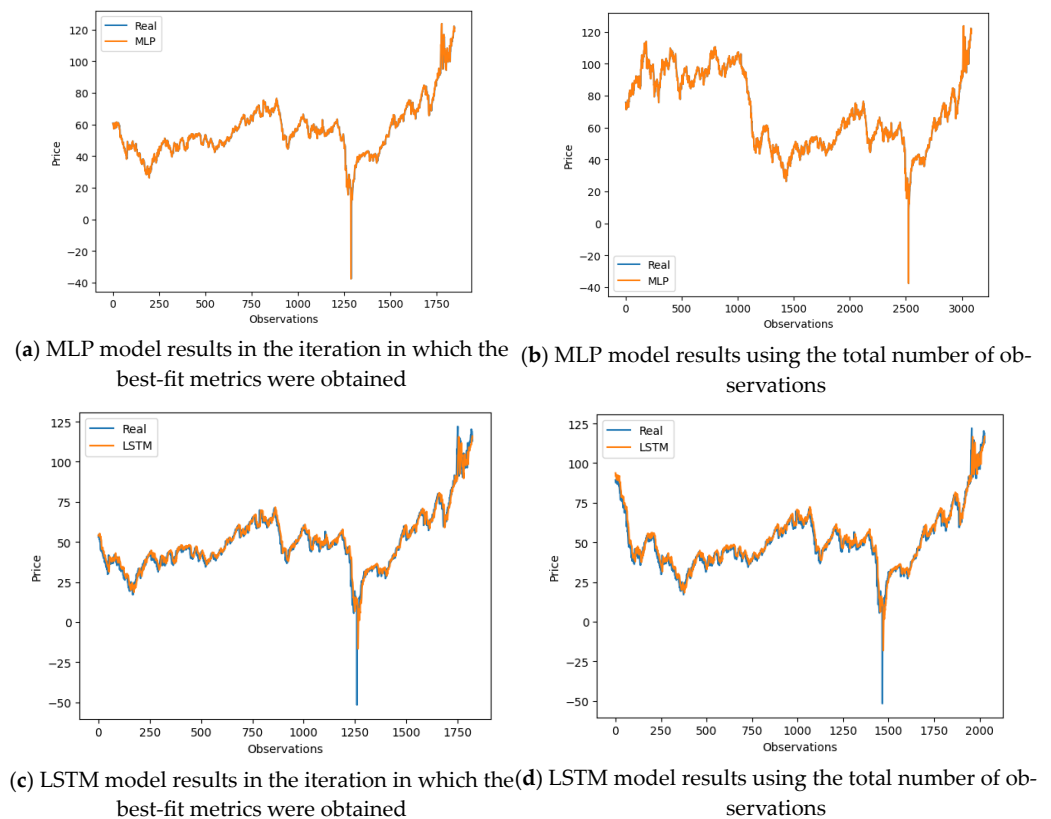 Real
MLP
120
100
80
60
40
20
0
−20
−40
Price
0
250
500
750
1000
1250
1500
1750
Observations
Real
MLP
120
100
80
60
40
20
0
−20
−40
Price
0
500
1000
1500
2000
2500
3000
Observations
(a) MLP model results in the iteration in which the
best-fit metrics were obtained
(b) MLP model results using the total number of ob-
servations
Real
LSTM
125
100
75
50
25
0
−25
−50
Price
0
250
500
750
1000
1250
1500
1750
Observations
Real
LSTM
125
100
75
50
25
0
−25
−50
Price
0
250
500
750
1000
1250
1500
1750
2000
Observations
(c) LSTM model results in the iteration in which the
best-fit metrics were obtained
(d) LSTM model results using the total number of ob-
servations